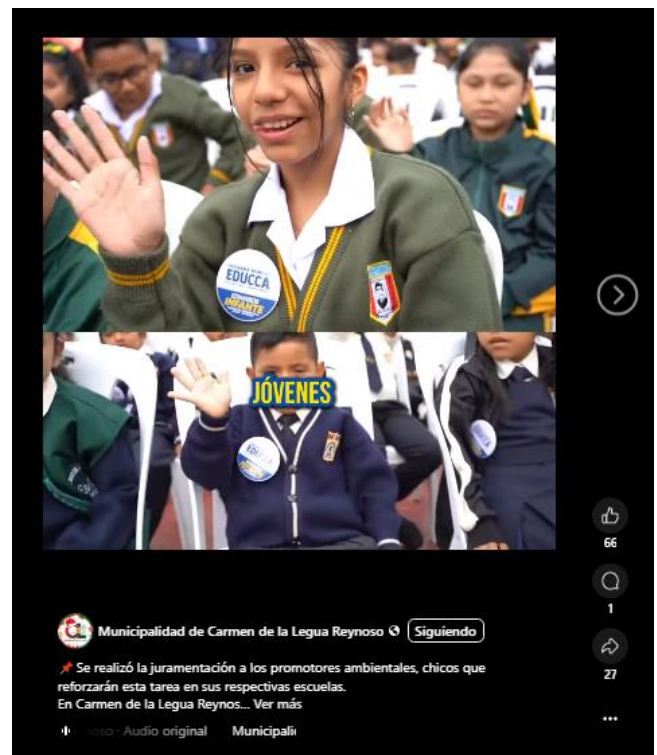 EDUCCA
INFANTE
JÓVENES
EDUCCA
Municipalidad de Carmen de la Legua Reynoso
Siguiendo
66
1
27
📌 Se realizó la juramentación a los promotores ambientales, chicos que
reforzarán esta tarea en sus respectivas escuelas.
En Carmen de la Legua Reynos... Ver más
oso · Audio original Municipali